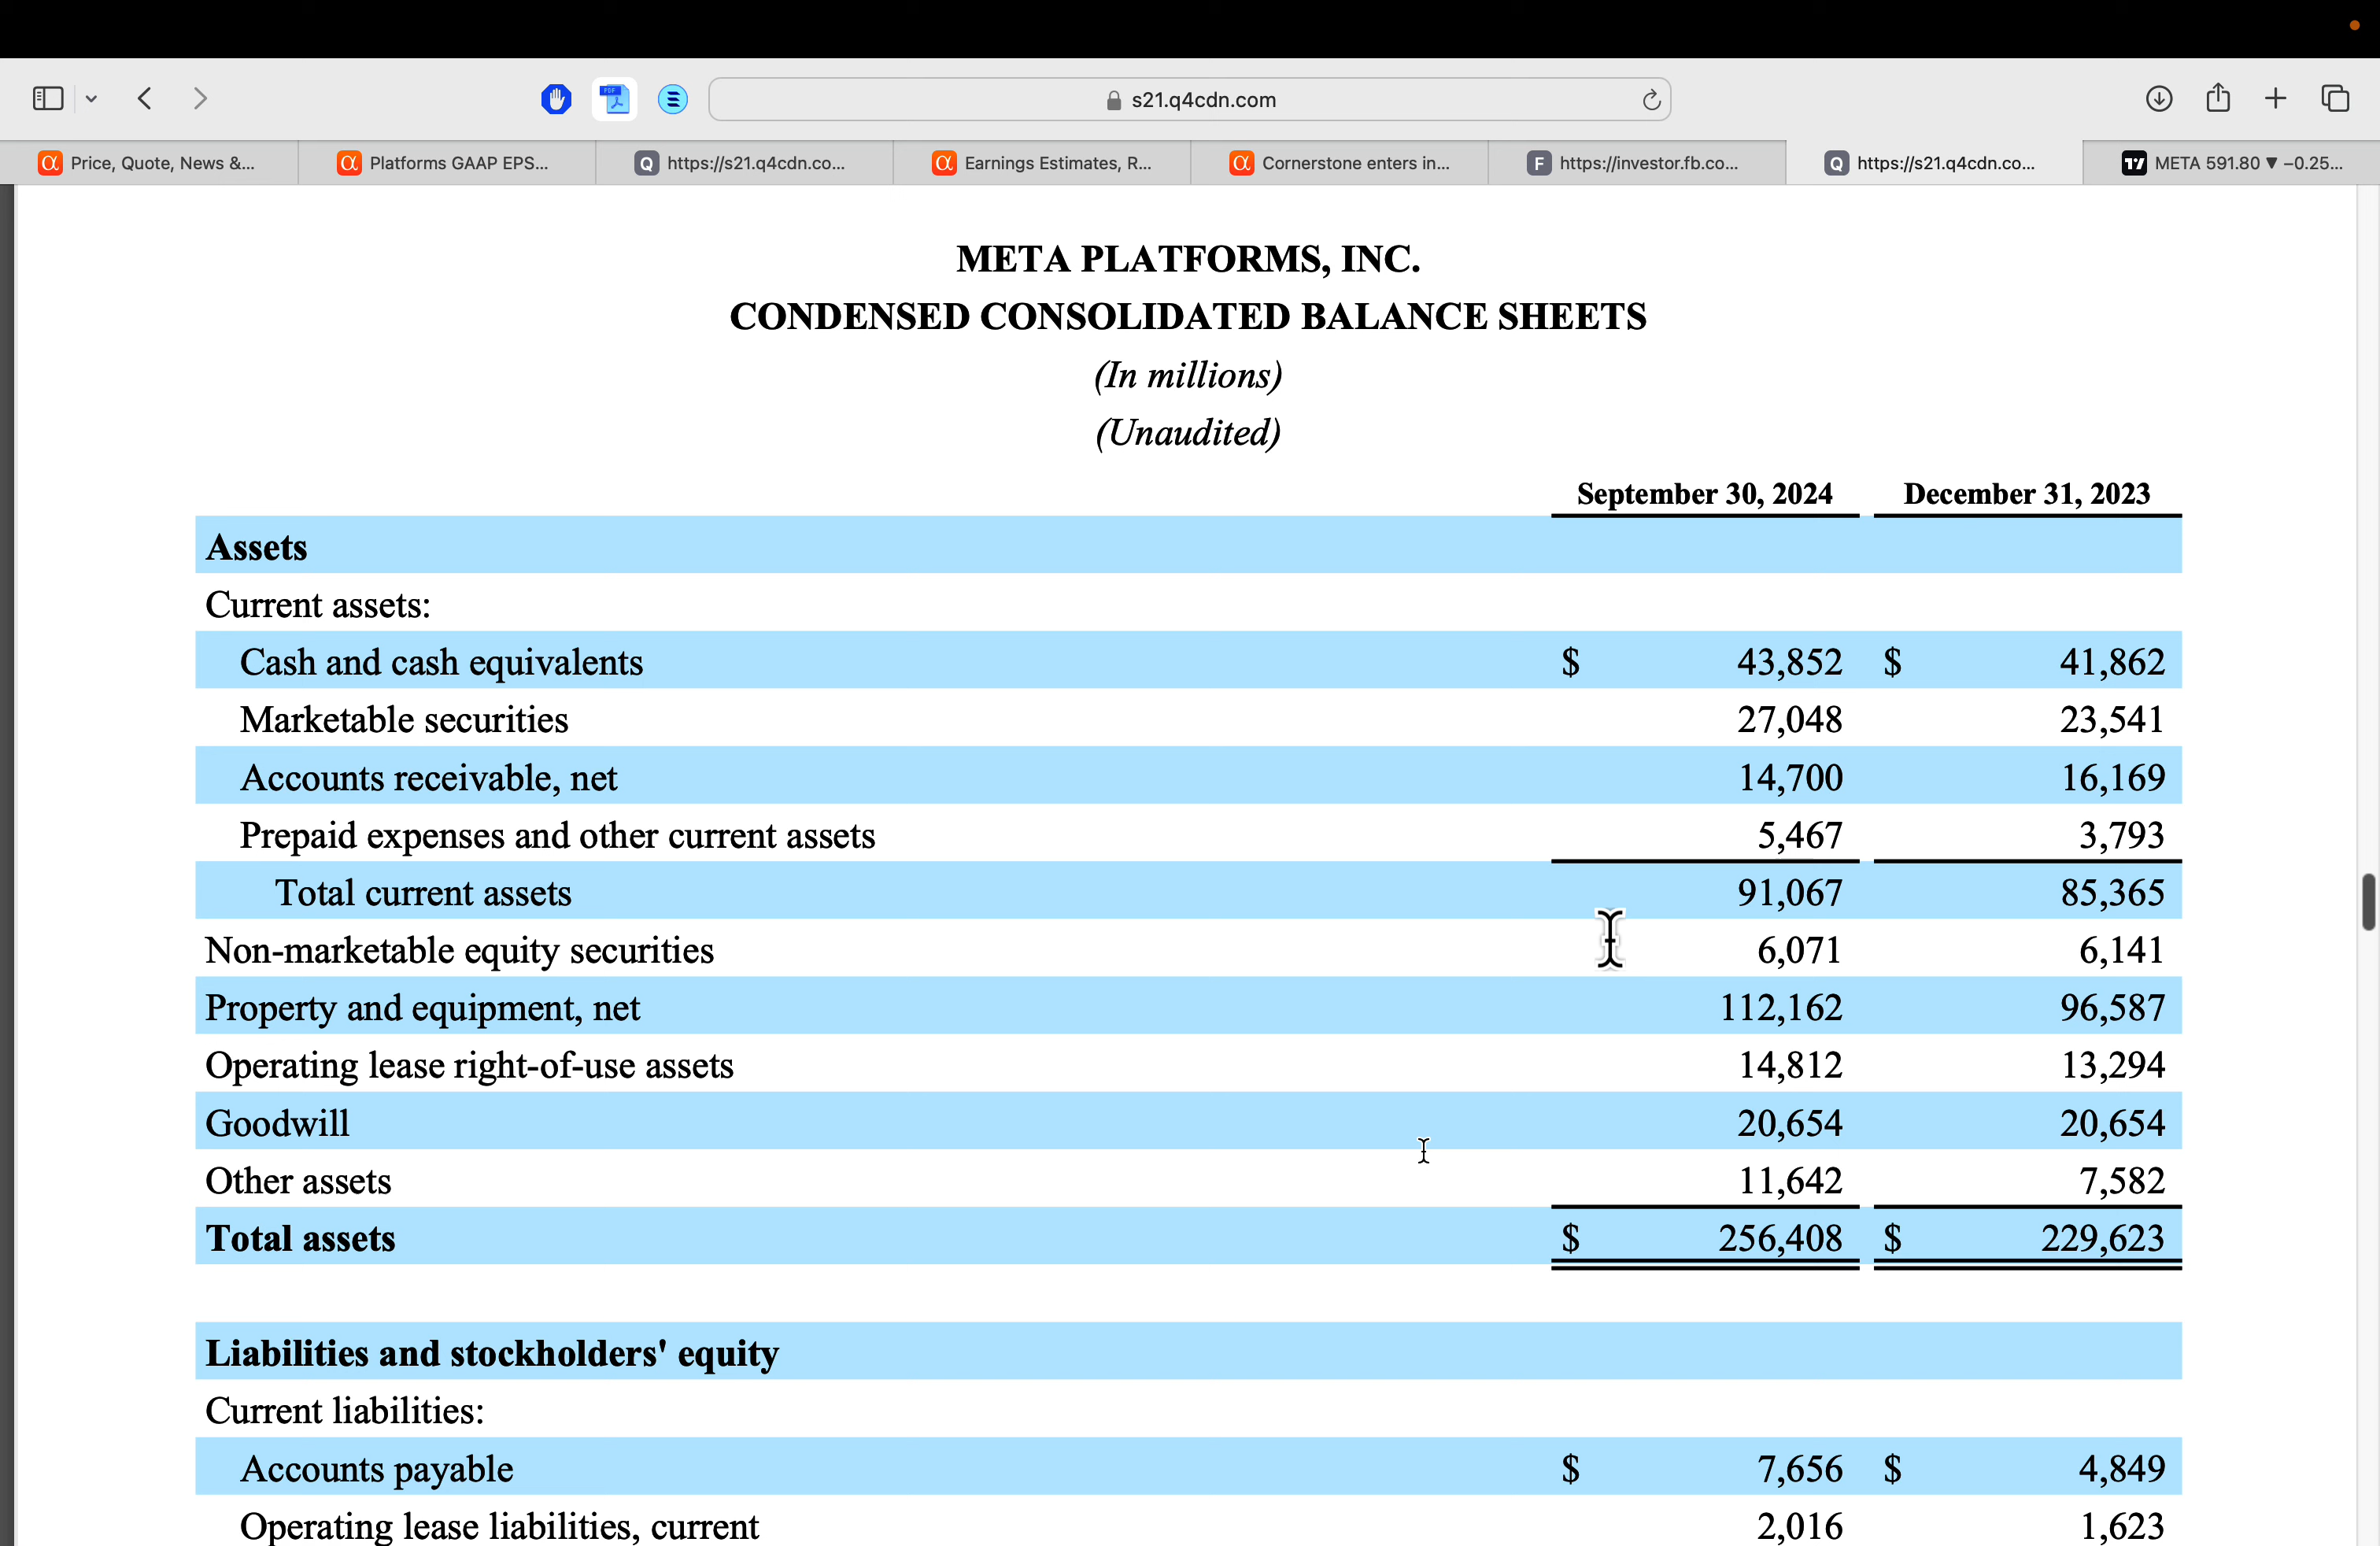 s21.q4cdn.com
Price, Quote, News &...
Platforms GAAP EPS...
Q https://s21.q4cdn.co...
Earnings Estimates, R...
Cornerstone enters in...
F https://investor.fb.co...
Q https://s21.q4cdn.co...
META 591.80 ▼ −0.25...
META PLATFORMS, INC.
CONDENSED CONSOLIDATED BALANCE SHEETS
(In millions)
(Unaudited)
September 30, 2024 December 31, 2023
Assets
Current assets:
Cash and cash equivalents $ 43,852 $ 41,862
Marketable securities 27,048 23,541
Accounts receivable, net 14,700 16,169
Prepaid expenses and other current assets 5,467 3,793
Total current assets 91,067 85,365
Non-marketable equity securities 6,071 6,141
Property and equipment, net 112,162 96,587
Operating lease right-of-use assets 14,812 13,294
Goodwill 20,654 20,654
Other assets 11,642 7,582
Total assets $ 256,408 $ 229,623
Liabilities and stockholders' equity
Current liabilities:
Accounts payable $ 7,656 $ 4,849
Operating lease liabilities, current 2,016 1,623